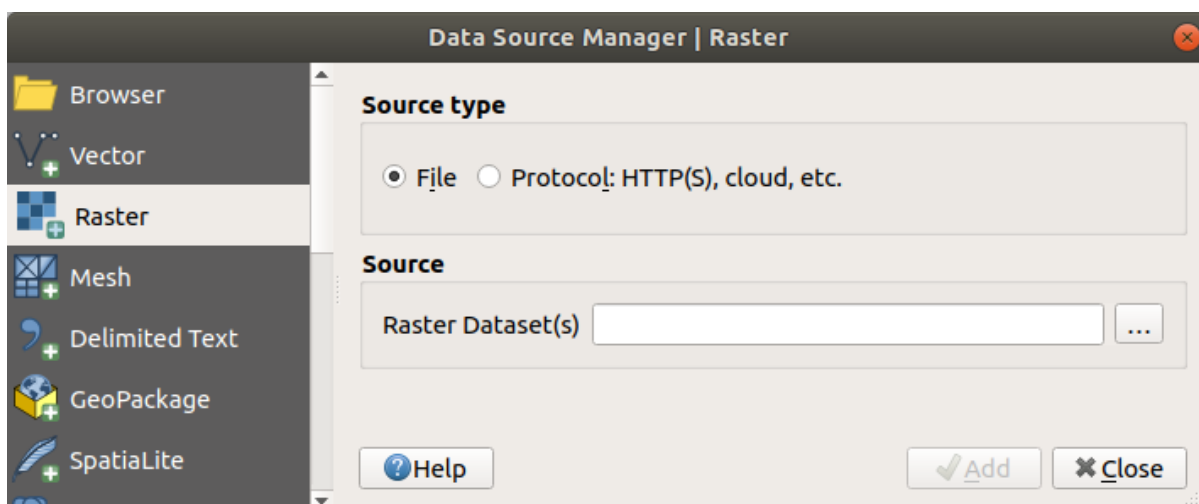 Data Source Manager | Raster
Browser
Vector
Raster
Mesh
Delimited Text
GeoPackage
SpatiaLite
Source type
File
Protocol: HTTP(S), cloud, etc.
Source
Raster Dataset(s)
...
Help
Add
Close